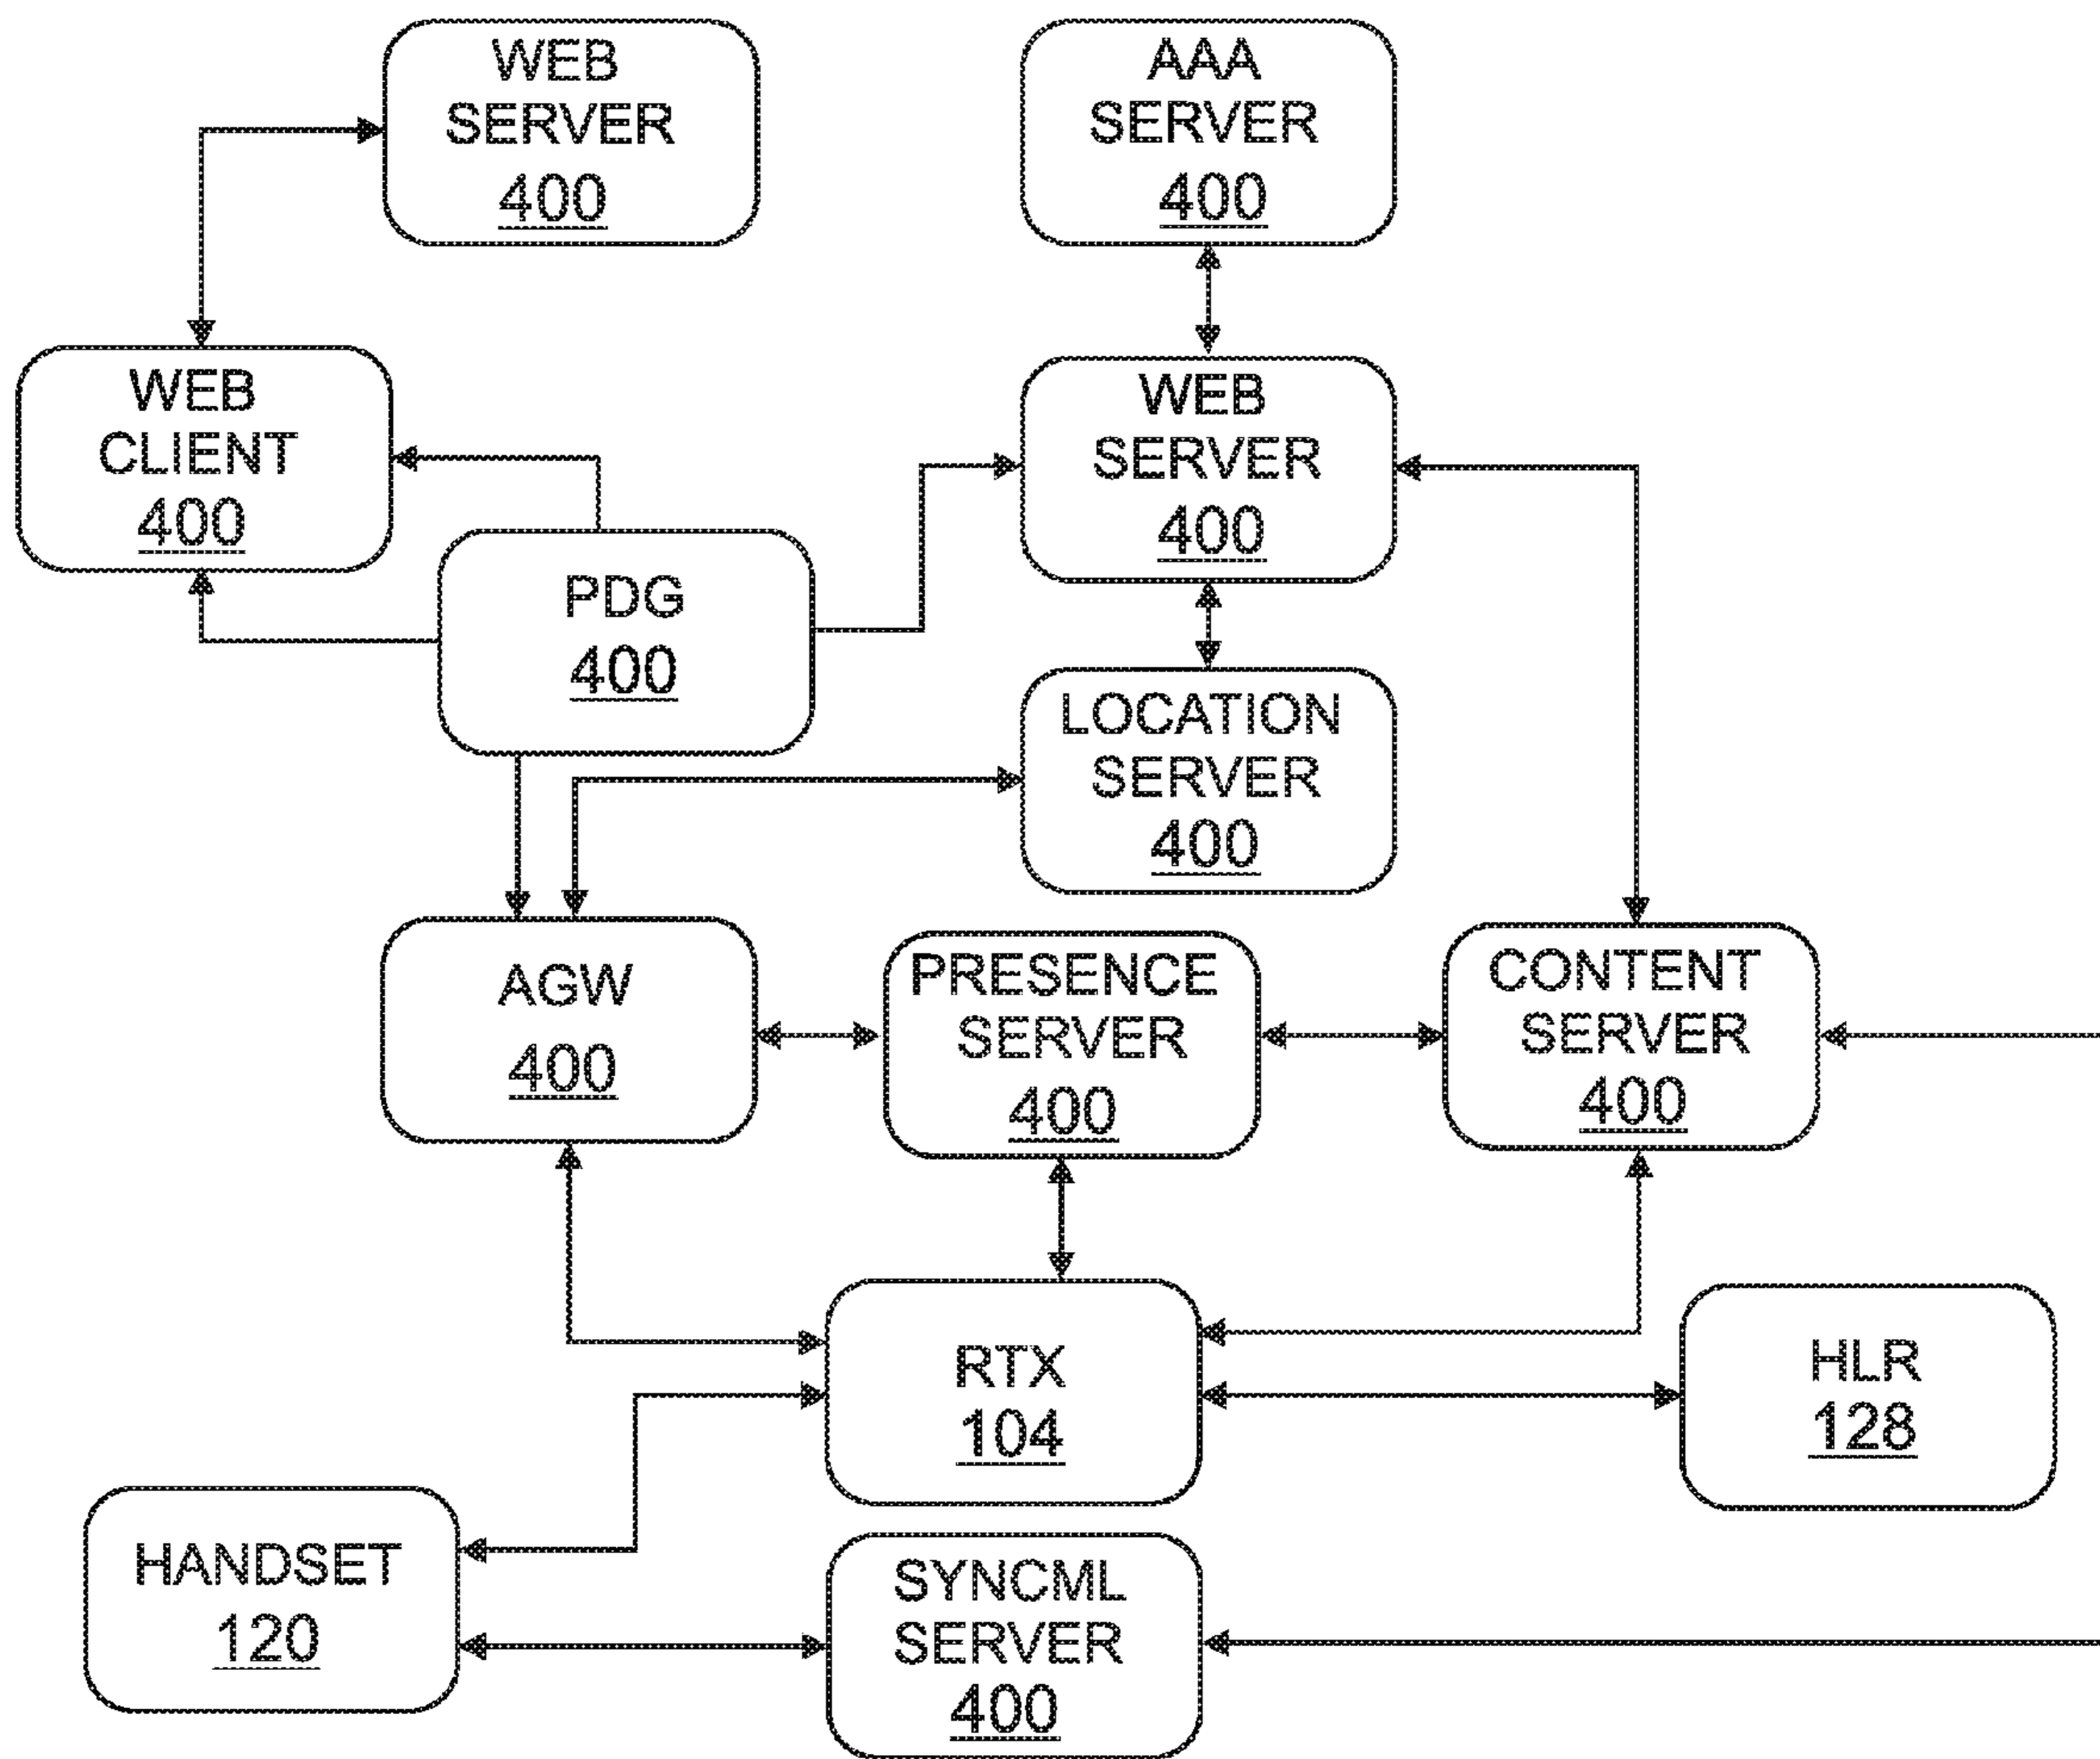 WEB
SERVER
400
AAA
SERVER
400
WEB
CLIENT
400
WEB
SERVER
400
PDG
400
LOCATION
SERVER
400
AGW
400
PRESENCE
SERVER
400
CONTENT
SERVER
400
RTX
104
HLR
128
HANDSET
120
SYNCML
SERVER
400